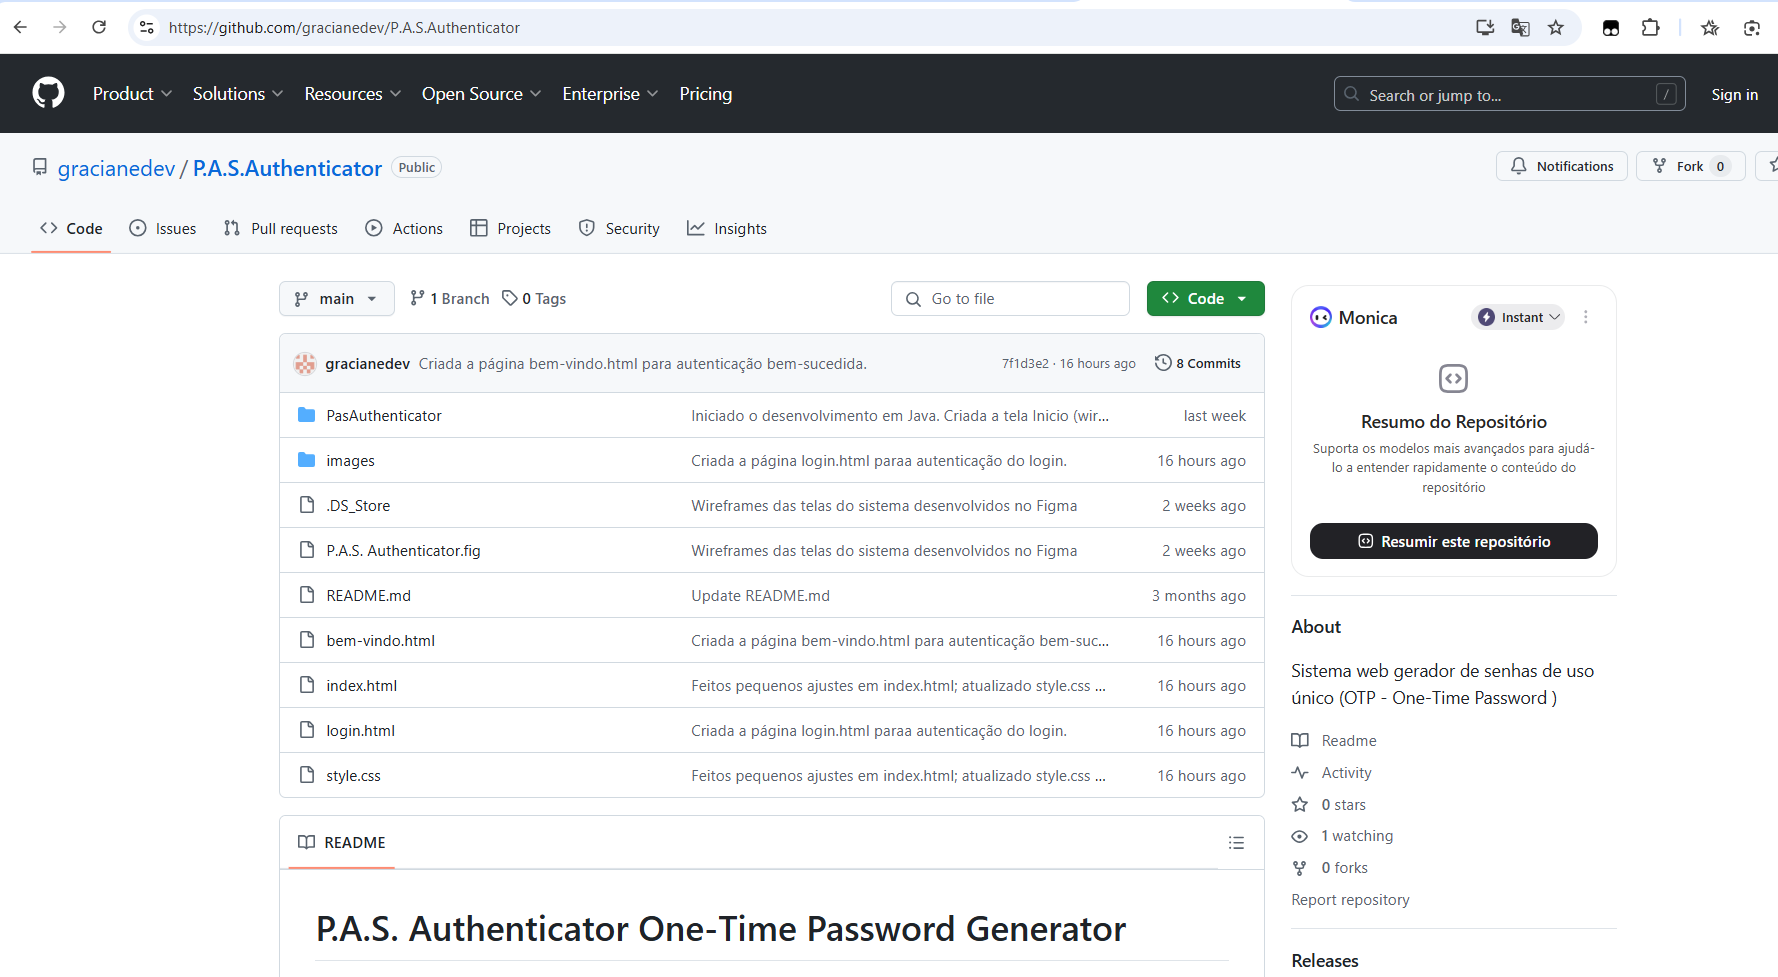 https://github.com/gracianedev/P.A.S.Authenticator
Product Solutions Resources Open Source Enterprise Pricing
Search or jump to... /
Sign in
gracianedev / P.A.S.Authenticator Public
Notifications
Fork 0
Code Issues Pull requests Actions Projects Security Insights
main 1 Branch 0 Tags
Go to file
Code
gracianedev Criada a página bem-vindo.html para autenticação bem-sucedida. 7f1d3e2 · 16 hours ago 8 Commits
PasAuthenticator Iniciado o desenvolvimento em Java. Criada a tela Inicio (wir... last week
images Criada a página login.html paraa autenticação do login. 16 hours ago
.DS_Store Wireframes das telas do sistema desenvolvidos no Figma 2 weeks ago
P.A.S. Authenticator.fig Wireframes das telas do sistema desenvolvidos no Figma 2 weeks ago
README.md Update README.md 3 months ago
bem-vindo.html Criada a página bem-vindo.html para autenticação bem-suc... 16 hours ago
index.html Feitos pequenos ajustes em index.html; atualizado style.css ... 16 hours ago
login.html Criada a página login.html paraa autenticação do login. 16 hours ago
style.css Feitos pequenos ajustes em index.html; atualizado style.css ... 16 hours ago
README
P.A.S. Authenticator One-Time Password Generator
Monica
Instant
Resumo do Repositório
Suporta os modelos mais avançados para ajudá-
lo a entender rapidamente o conteúdo do
repositório
Resumir este repositório
About
Sistema web gerador de senhas de uso
único (OTP - One-Time Password )
Readme
Activity
0 stars
1 watching
0 forks
Report repository
Releases